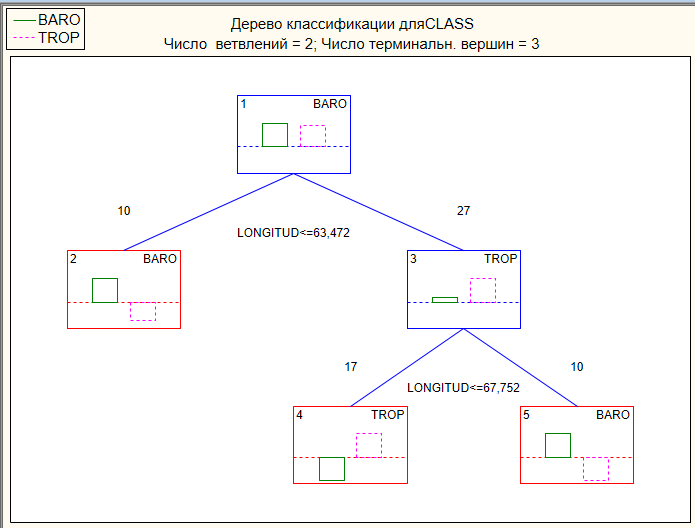 BARO
TROP
Дерево классификации дляCLASS
Число ветвлений = 2; Число терминальн. вершин = 3
1 BARO
10
27
LONGITUD<=63,472
2 BARO
3 TROP
17
10
LONGITUD<=67,752
4 TROP
5 BARO